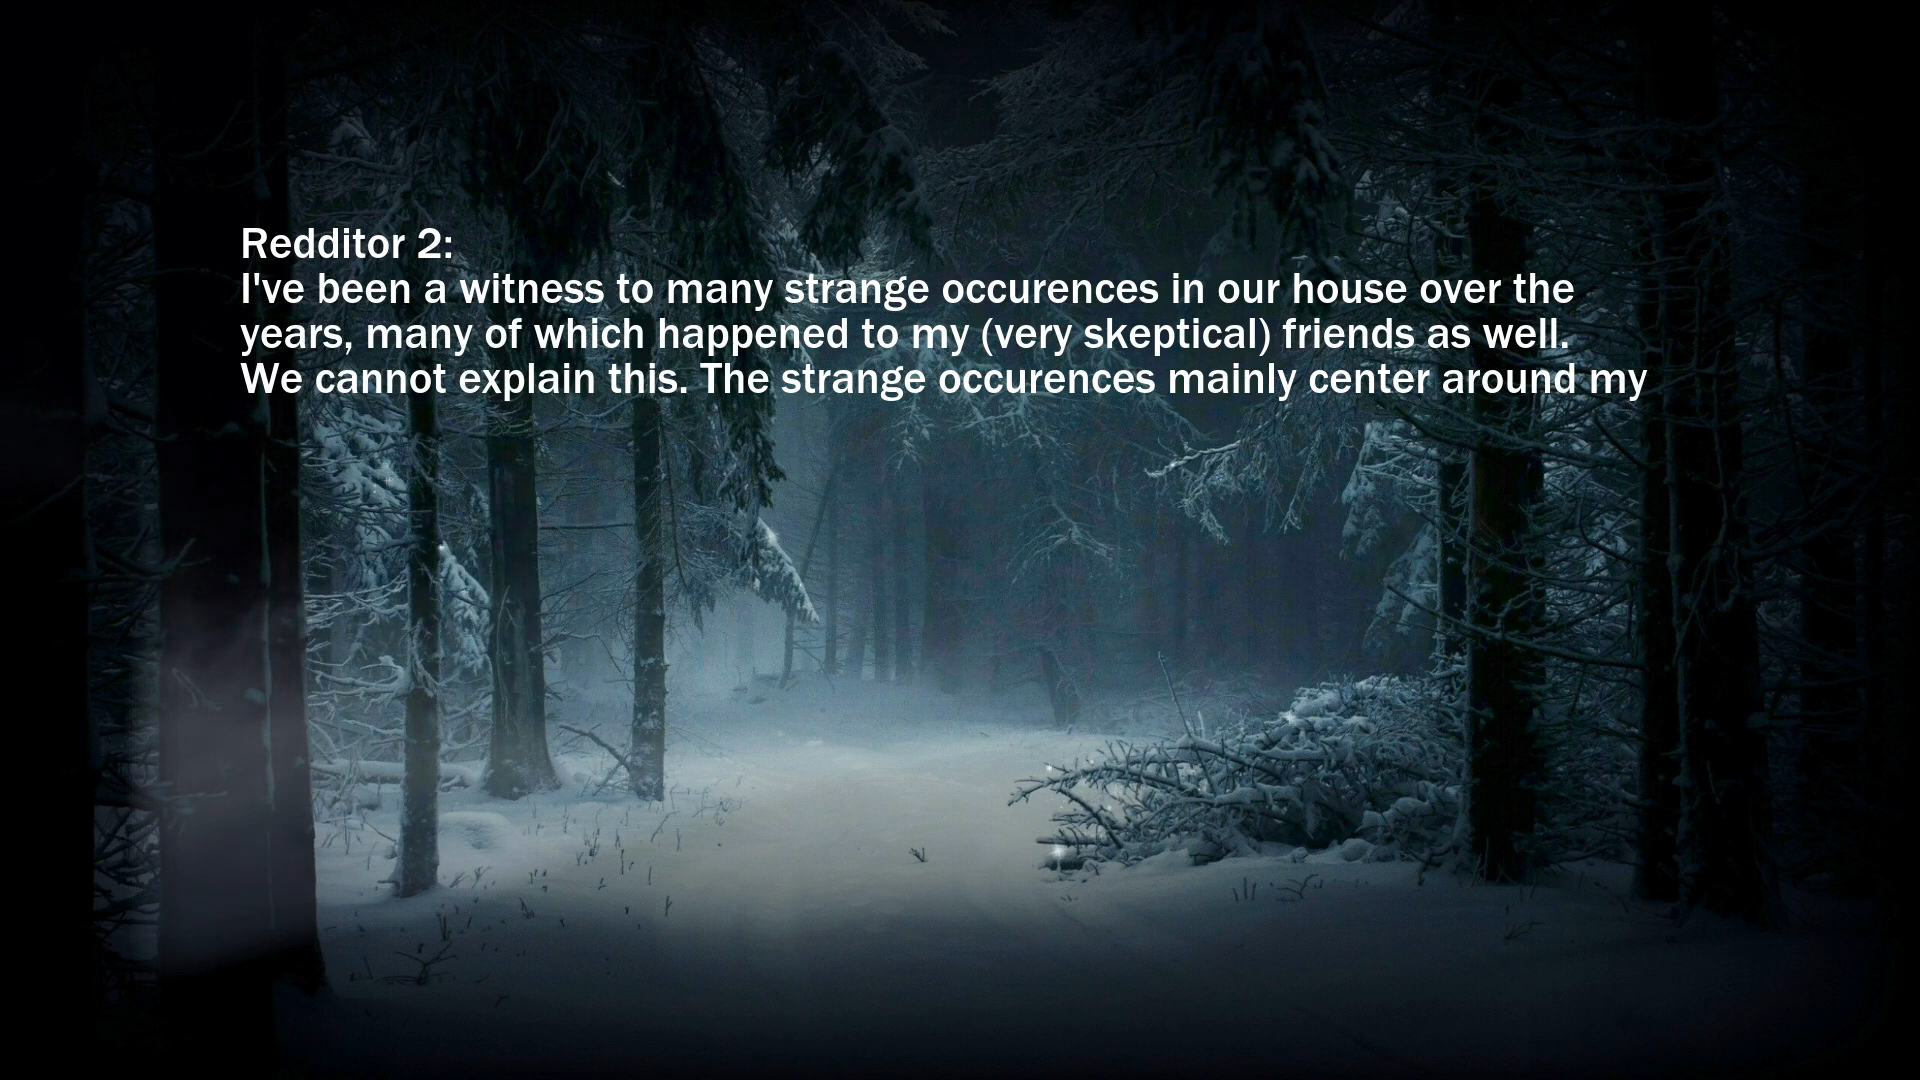 Redditor 2:
I've been a witness to many strange occurences in our house over the
years, many of which happened to my (very skeptical) friends as well.
We cannot explain this. The strange occurences mainly center around my